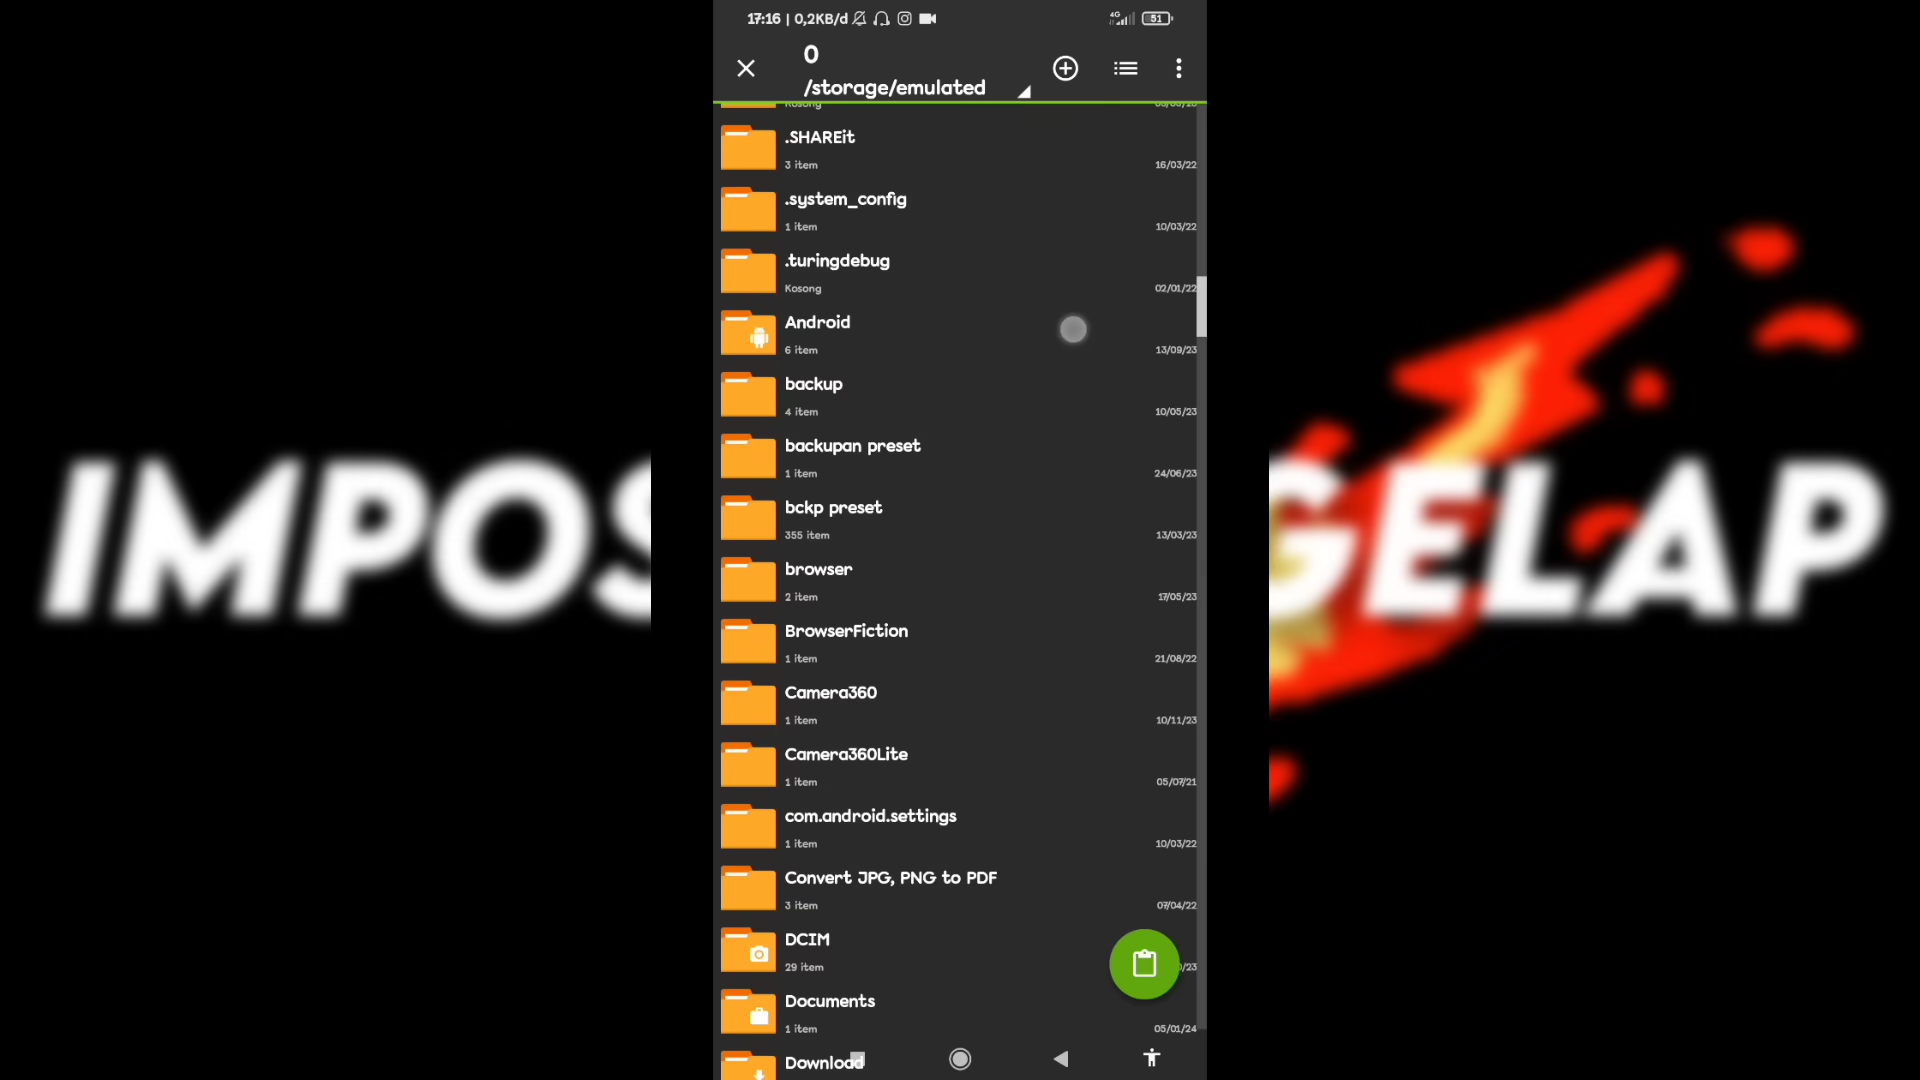 17:16 | 0,2KB/d
4G
51
0
/storage/emulated
Kosong
.SHAREit
3 item
16/03/22
.system_config
1 item
10/03/22
.turingdebug
Kosong
02/01/22
Android
6 item
13/09/23
backup
4 item
10/05/23
backupan preset
1 item
24/06/23
bckp preset
355 item
13/03/23
browser
2 item
17/05/23
BrowserFiction
1 item
21/08/22
Camera360
1 item
10/11/23
Camera360Lite
1 item
05/07/21
com.android.settings
1 item
10/03/22
Convert JPG, PNG to PDF
3 item
07/04/22
DCIM
29 item
/23
Documents
1 item
05/01/24
Download
IMPOS
GELAP